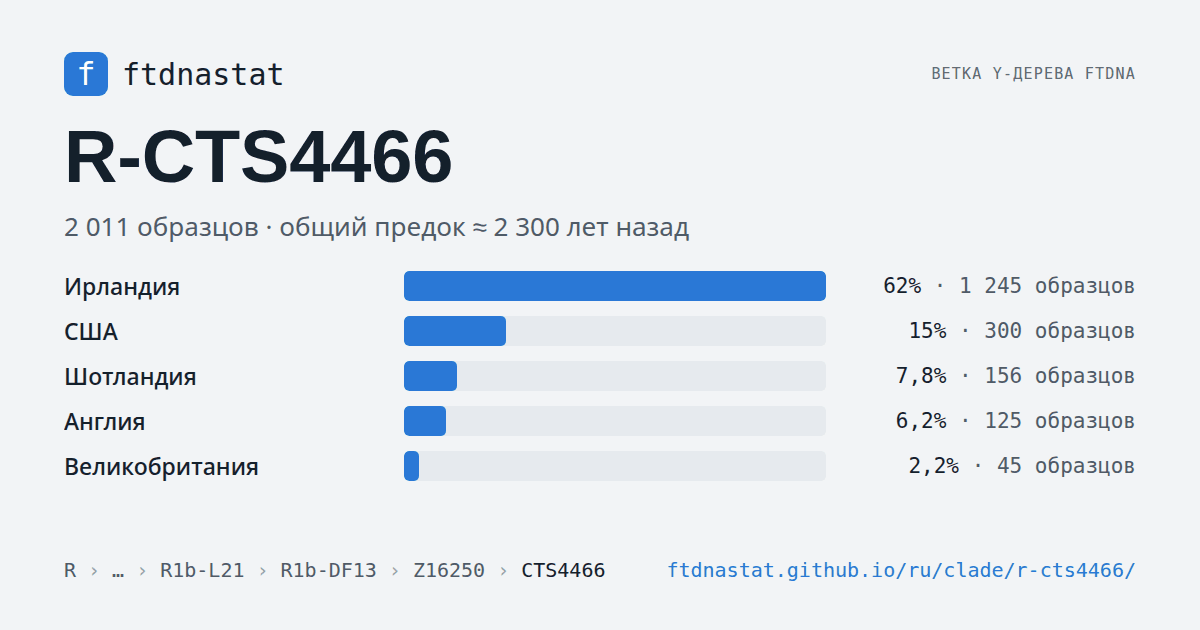 f ftdnastat
ВЕТКА Y-ДЕРЕВА FTDNA
R-CTS4466
2 011 образцов · общий предок ≈ 2 300 лет назад
Ирландия 62% · 1 245 образцов
США 15% · 300 образцов
Шотландия 7,8% · 156 образцов
Англия 6,2% · 125 образцов
Великобритания 2,2% · 45 образцов
R › … › R1b-L21 › R1b-DF13 › Z16250 › CTS4466
ftdnastat.github.io/ru/clade/r-cts4466/